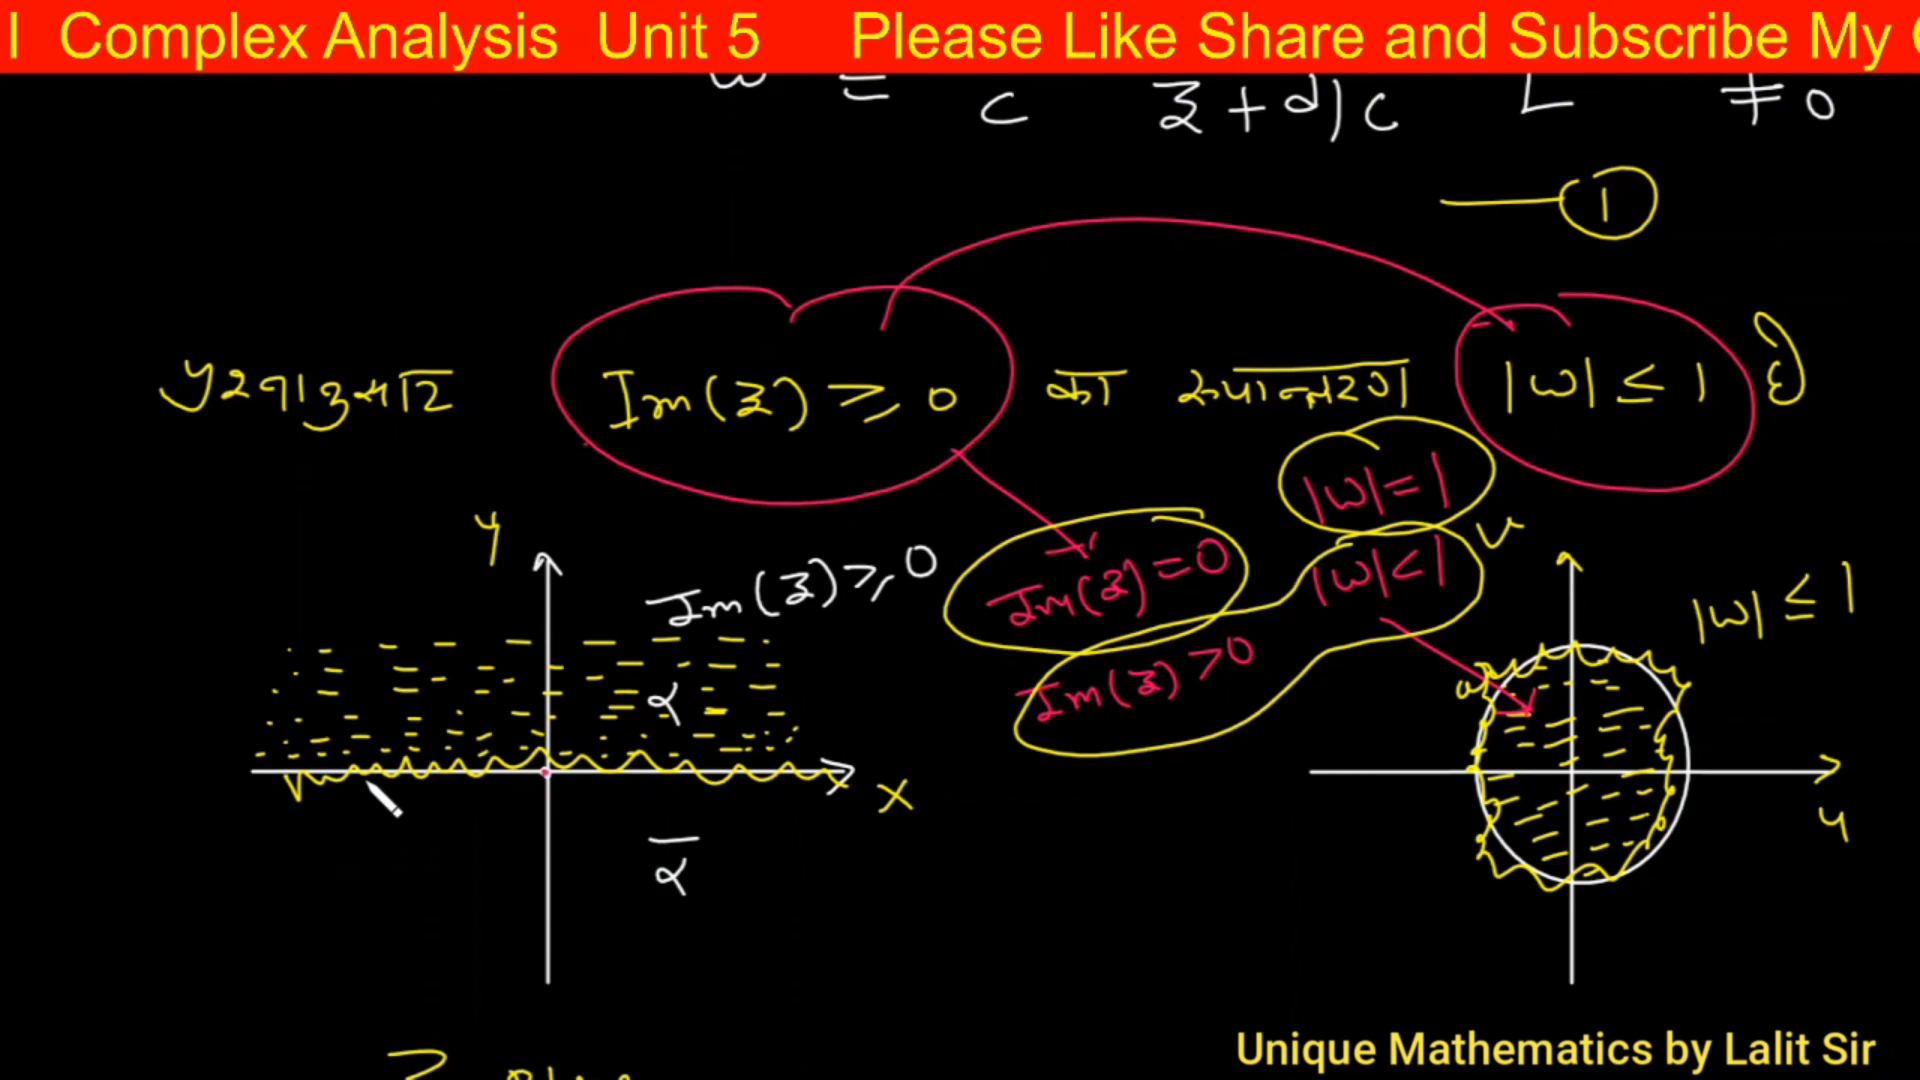 I Complex Analysis Unit 5 Please Like Share and Subscribe My
w = c z + d/c ≠ 0
1
प्रश्नानुसार Im(z) ≥ 0 का रूपान्तरण |w| ≤ 1 है
|w| = 1
y Im(z) ≥ 0 Im(z) = 0 |w| < 1 v |w| ≤ 1
Im(z) > 0
α
x
u
ᾱ
Z
Unique Mathematics by Lalit Sir